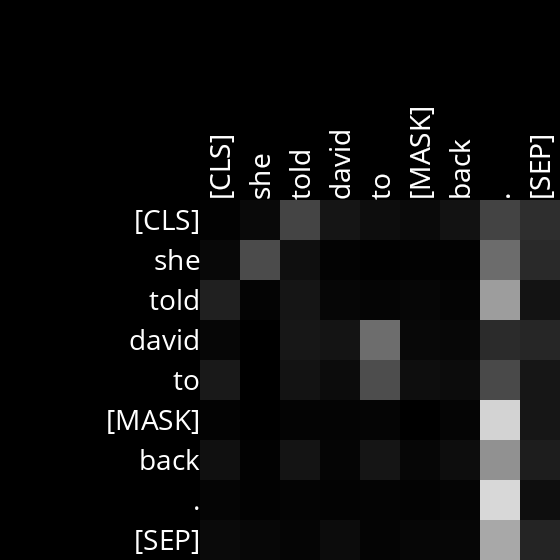 [CLS] she told david to [MASK] back . [SEP]
[CLS]
she
told
david
to
[MASK]
back
.
[SEP]